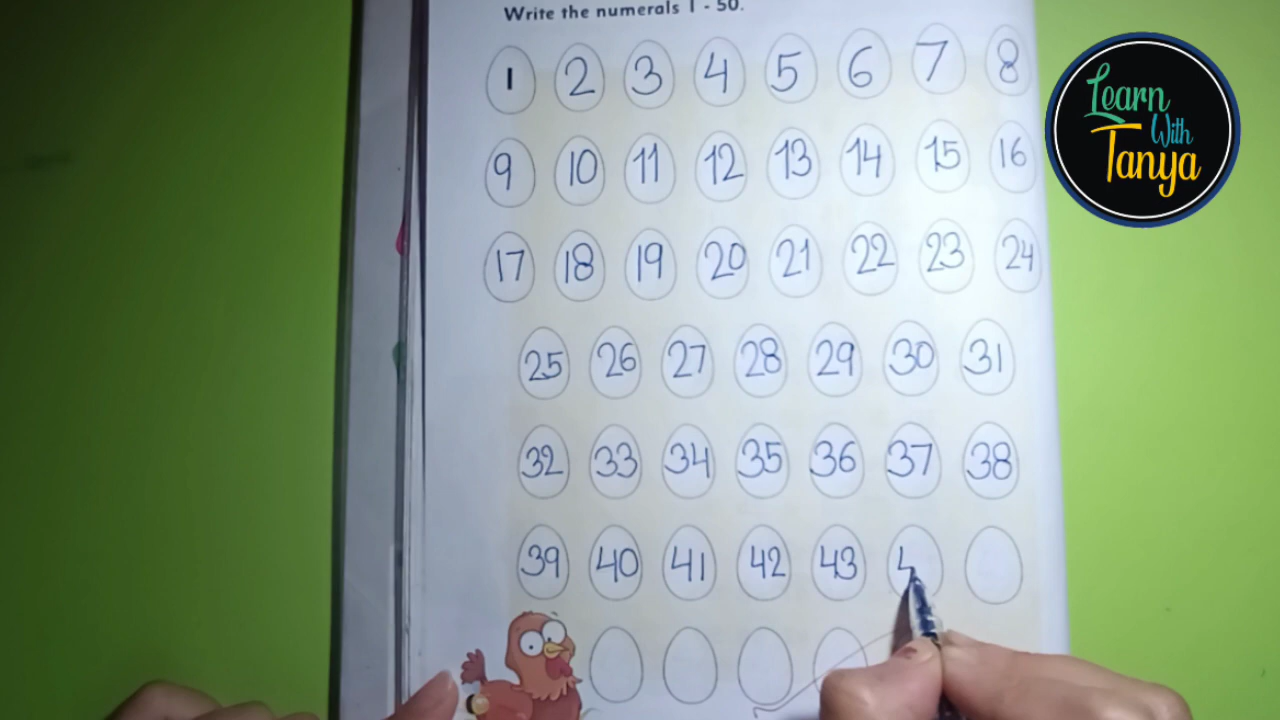 Write the numerals 1 - 50.
1 2 3 4 5 6 7 8
9 10 11 12 13 14 15 16
17 18 19 20 21 22 23 24
25 26 27 28 29 30 31
32 33 34 35 36 37 38
39 40 41 42 43 4
Learn
With
Tanya